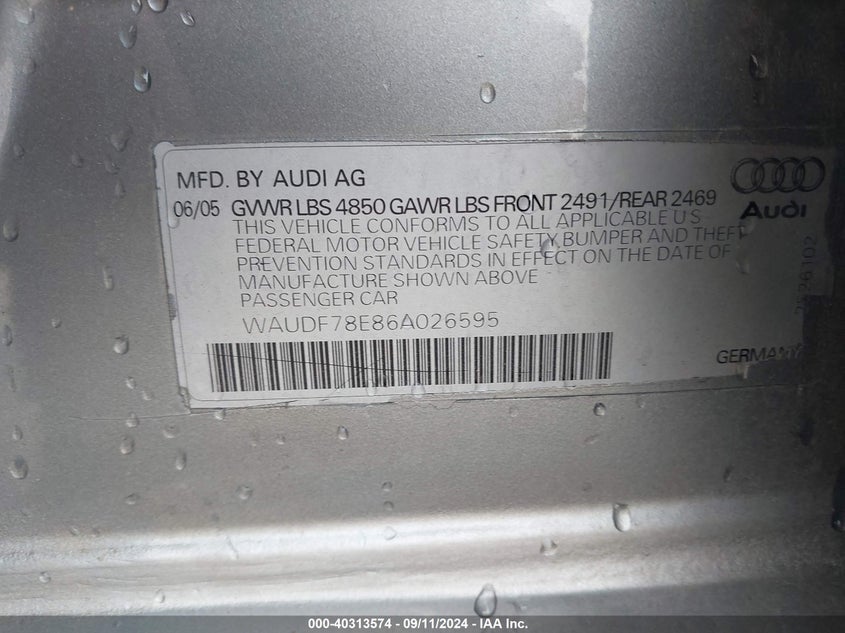 MFD. BY AUDI AG
06/05 GVWR LBS 4850 GAWR LBS FRONT 2491/REAR 2469
THIS VEHICLE CONFORMS TO ALL APPLICABLE U S
FEDERAL MOTOR VEHICLE SAFETY, BUMPER AND THEFT
PREVENTION STANDARDS IN EFFECT ON THE DATE OF
MANUFACTURE SHOWN ABOVE
PASSENGER CAR
WAUDF78E86A026595
Audi
2526102
GERMANY
000-40313574 - 09/11/2024 - IAA Inc.